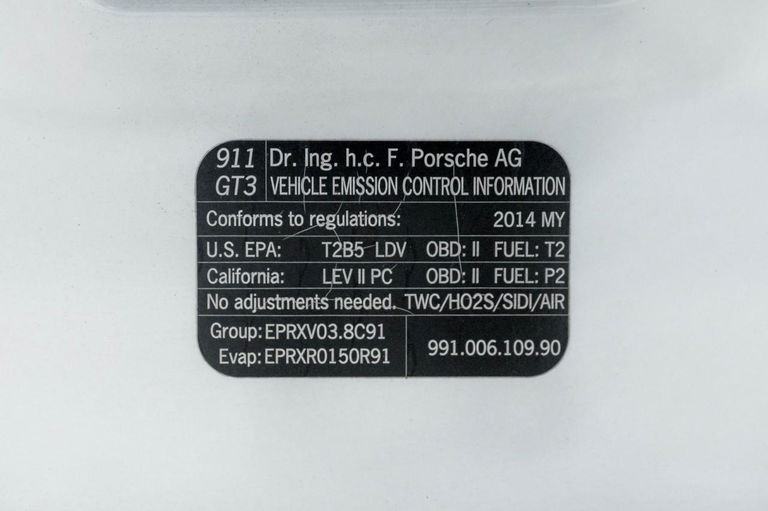 911 Dr. Ing. h.c. F. Porsche AG
GT3 VEHICLE EMISSION CONTROL INFORMATION
Conforms to regulations: 2014 MY
U.S. EPA: T2B5 LDV OBD: II FUEL: T2
California: LEV II PC OBD: II FUEL: P2
No adjustments needed. TWC/HO2S/SIDI/AIR
Group: EPRXV03.8C91
Evap: EPRXR0150R91
991.006.109.90